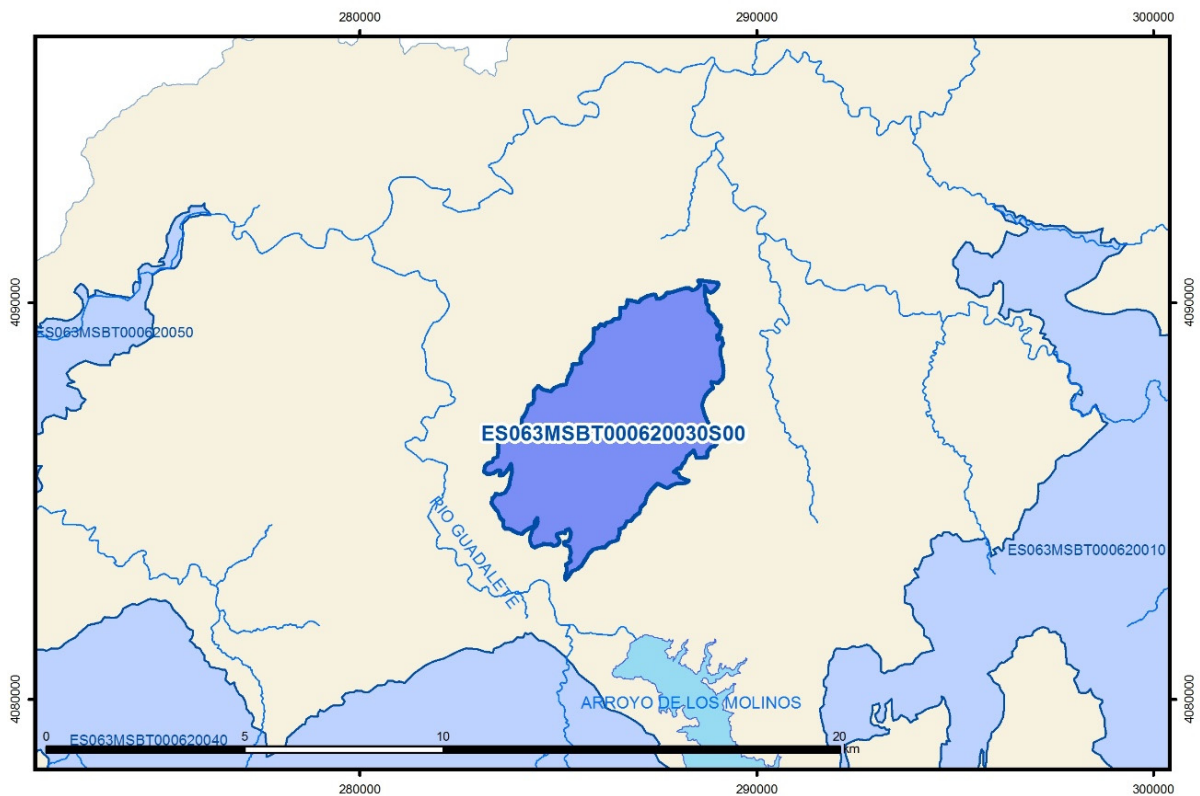 280000
290000
300000
4090000
4090000
ES063MSBT000620050
ES063MSBT000620030S00
RIO GUADALETE
ES063MSBT000620010
4080000
4080000
ARROYO DE LOS MOLINOS
ES063MSBT000620040
0
5
10
20
km
280000
290000
300000